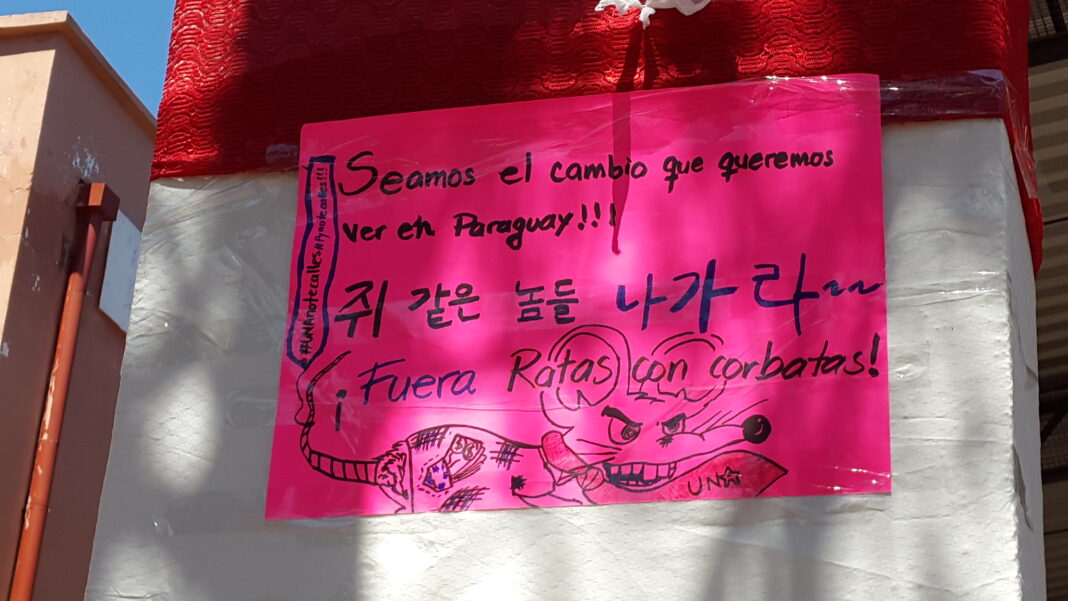 Seamos el cambio que queremos
ver en Paraguay!!!
쥐 같은 놈들 나가라~~
¡Fuera Ratas con corbatas!
#UNAnotecalles#Pynotecalles!!!
UNA